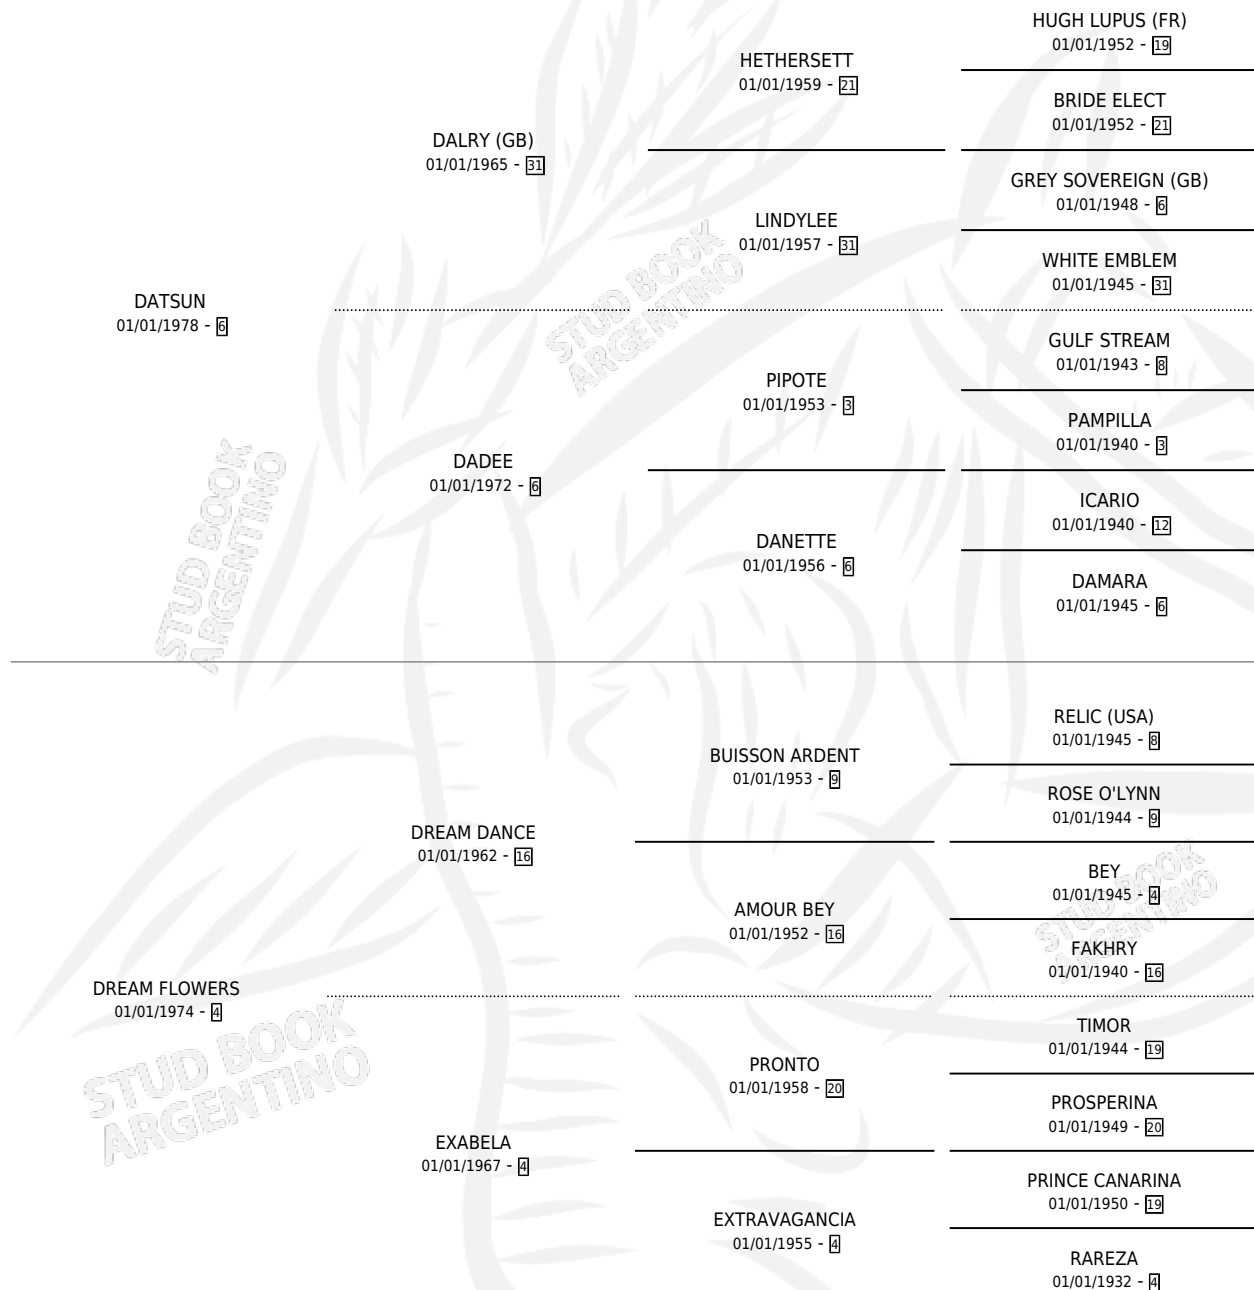 HUGH LUPUS (FR)
01/01/1952 - 19
HETHERSETT
01/01/1959 - 21
BRIDE ELECT
01/01/1952 - 21
DALRY (GB)
01/01/1965 - 31
GREY SOVEREIGN (GB)
01/01/1948 - 6
LINDYLEE
01/01/1957 - 31
WHITE EMBLEM
01/01/1945 - 31
DATSUN
01/01/1978 - 6
STUD BOOK
ARGENTINO
GULF STREAM
01/01/1943 - 8
PIPOTE
01/01/1953 - 3
PAMPILLA
01/01/1940 - 3
DADEE
01/01/1972 - 6
ICARIO
01/01/1940 - 12
DANETTE
01/01/1956 - 6
DAMARA
01/01/1945 - 6
STUD BOOK
ARGENTINO
RELIC (USA)
01/01/1945 - 8
BUISSON ARDENT
01/01/1953 - 9
ROSE O'LYNN
01/01/1944 - 9
DREAM DANCE
01/01/1962 - 16
BEY
01/01/1945 - 4
AMOUR BEY
01/01/1952 - 16
FAKHRY
01/01/1940 - 16
STUD BOOK
ARGENTINO
DREAM FLOWERS
01/01/1974 - 4
STUD BOOK
ARGENTINO
TIMOR
01/01/1944 - 19
PRONTO
01/01/1958 - 20
PROSPERINA
01/01/1949 - 20
EXABELA
01/01/1967 - 4
PRINCE CANARINA
01/01/1950 - 19
EXTRAVAGANCIA
01/01/1955 - 4
RAREZA
01/01/1932 - 4